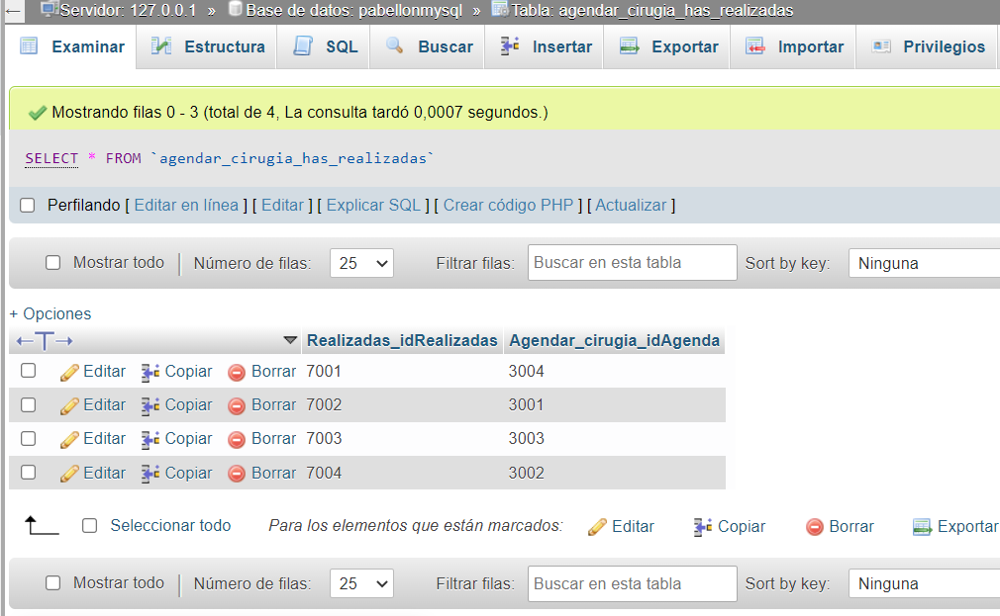 ← Servidor: 127.0.0.1 » Base de datos: pabellonmysql » Tabla: agendar_cirugia_has_realizadas
Examinar Estructura SQL Buscar Insertar Exportar Importar Privilegios
Mostrando filas 0 - 3 (total de 4, La consulta tardó 0,0007 segundos.)
SELECT * FROM `agendar_cirugia_has_realizadas`
Perfilando [ Editar en línea ] [ Editar ] [ Explicar SQL ] [ Crear código PHP ] [ Actualizar ]
Mostrar todo | Número de filas: 25 Filtrar filas: Buscar en esta tabla Sort by key: Ninguna
+ Opciones
←T→ Realizadas_idRealizadas Agendar_cirugia_idAgenda
Editar Copiar Borrar 7001 3004
Editar Copiar Borrar 7002 3001
Editar Copiar Borrar 7003 3003
Editar Copiar Borrar 7004 3002
Seleccionar todo Para los elementos que están marcados: Editar Copiar Borrar Exportar
Mostrar todo | Número de filas: 25 Filtrar filas: Buscar en esta tabla Sort by key: Ninguna